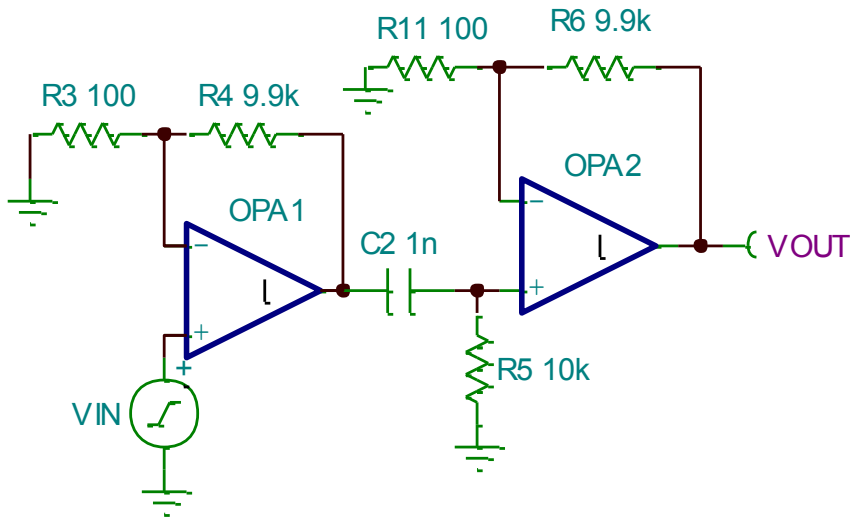 R11 100
R6 9.9k
R3 100
R4 9.9k
OPA1
OPA2
C2 1n
VOUT
R5 10k
VIN